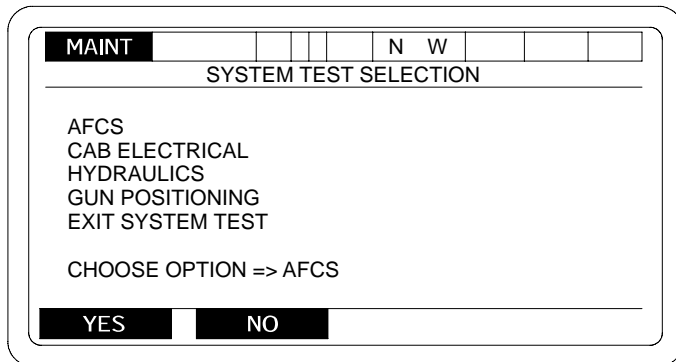 MAINT N W
SYSTEM TEST SELECTION
AFCS
CAB ELECTRICAL
HYDRAULICS
GUN POSITIONING
EXIT SYSTEM TEST
CHOOSE OPTION => AFCS
YES NO